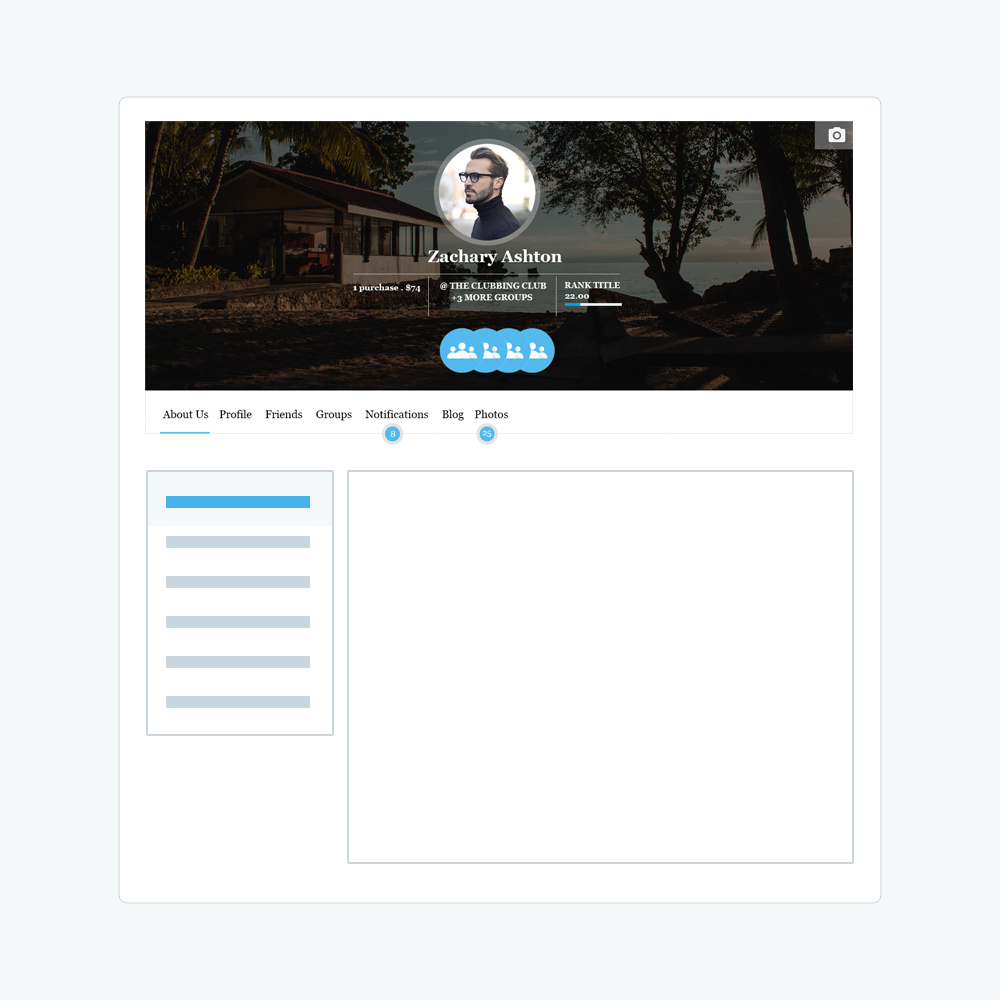 Zachary Ashton
1 purchase . $74
@ THE CLUBBING CLUB
+3 MORE GROUPS
RANK TITLE
22.00
About Us Profile Friends Groups Notifications Blog Photos
8 25